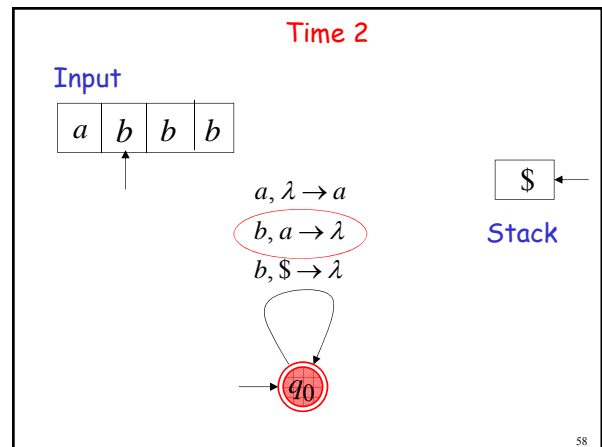 Time 2
Input
a b b b
$
a, λ → a
b, a → λ
Stack
b, $ → λ
q0
58